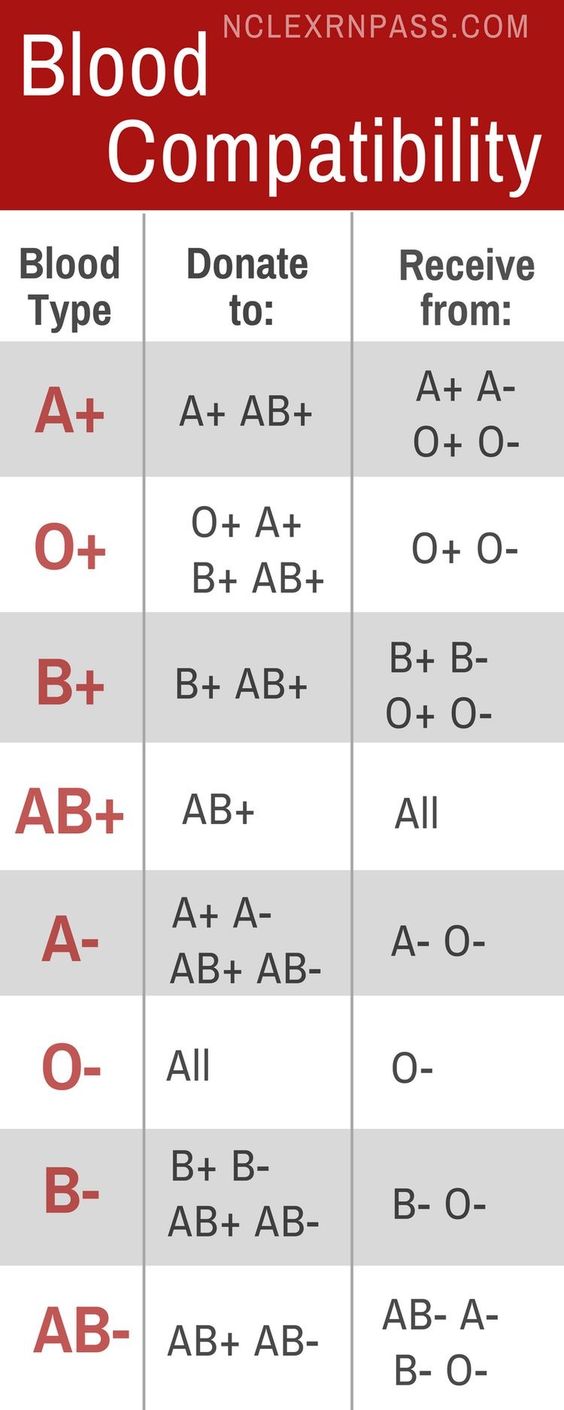 NCLEXRNPASS.COM
Blood
Compatibility
Blood Type
Donate to:
Receive from:
A+
A+ AB+
A+ A-
O+ O-
O+
O+ A+
B+ AB+
O+ O-
B+
B+ AB+
B+ B-
O+ O-
AB+
AB+
All
A-
A+ A-
AB+ AB-
A- O-
O-
All
O-
B-
B+ B-
AB+ AB-
B- O-
AB-
AB+ AB-
AB- A-
B- O-